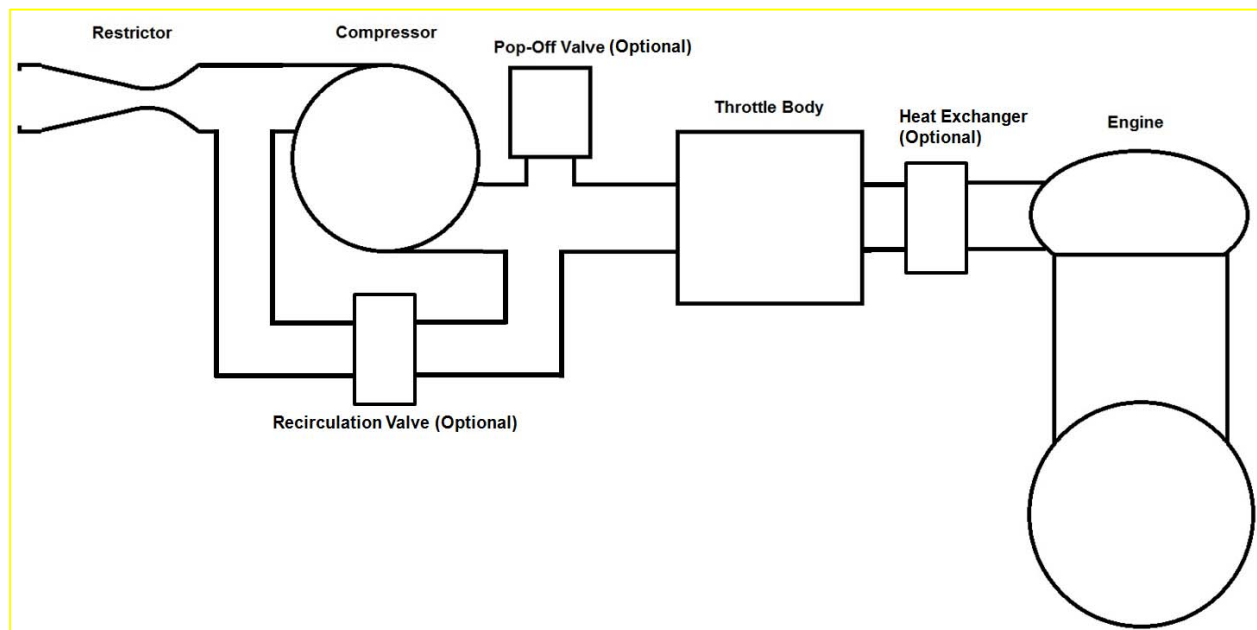 Restrictor
Compressor
Pop-Off Valve (Optional)
Throttle Body
Heat Exchanger
(Optional)
Engine
Recirculation Valve (Optional)